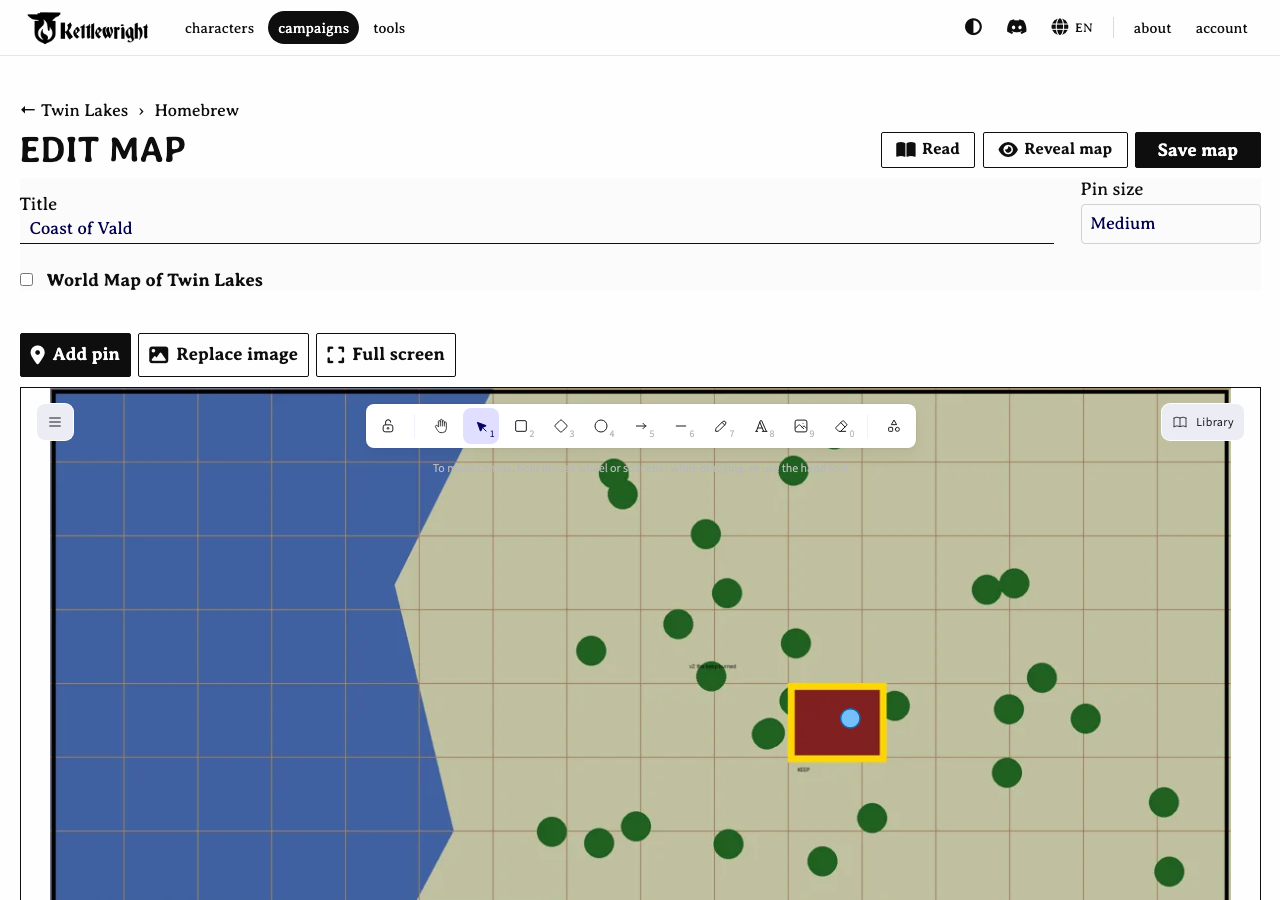 Kettlewright
characters campaigns tools
EN about account
← Twin Lakes › Homebrew
EDIT MAP
Read Reveal map Save map
Title
Coast of Vald
Pin size
Medium
World Map of Twin Lakes
Add pin Replace image Full screen
1 2 3 4 5 6 7 8 9 0
Library
KEEP